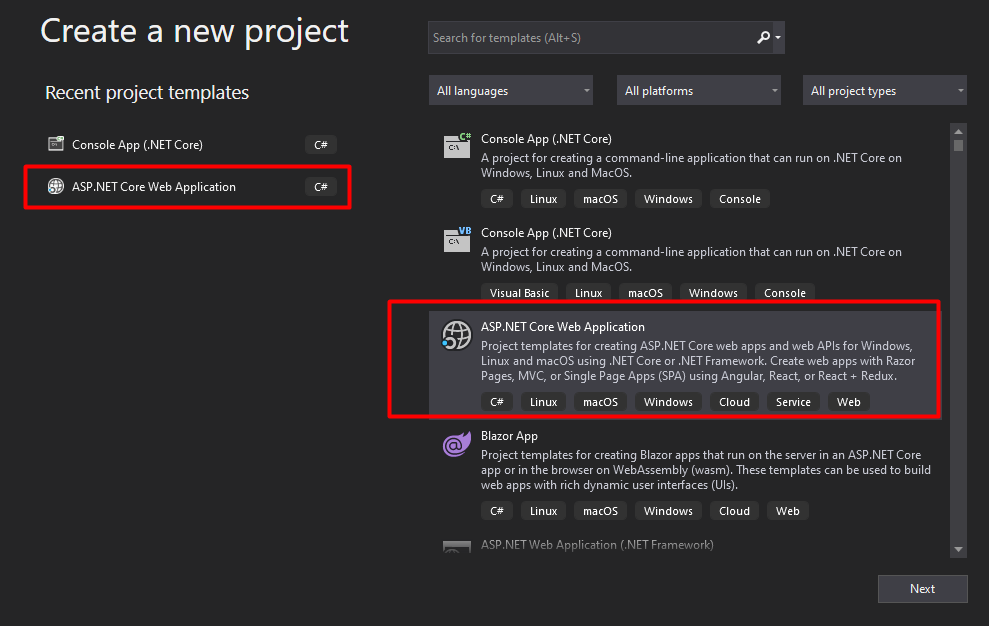 Create a new project
Search for templates (Alt+S)
Recent project templates
All languages
All platforms
All project types
Console App (.NET Core)
C#
ASP.NET Core Web Application
C#
C#
C:\
Console App (.NET Core)
A project for creating a command-line application that can run on .NET Core on
Windows, Linux and MacOS.
C#
Linux
macOS
Windows
Console
VB
C:\
Console App (.NET Core)
A project for creating a command-line application that can run on .NET Core on
Windows, Linux and MacOS.
Visual Basic
Linux
macOS
Windows
Console
ASP.NET Core Web Application
Project templates for creating ASP.NET Core web apps and web APIs for Windows,
Linux and macOS using .NET Core or .NET Framework. Create web apps with Razor
Pages, MVC, or Single Page Apps (SPA) using Angular, React, or React + Redux.
C#
Linux
macOS
Windows
Cloud
Service
Web
Blazor App
Project templates for creating Blazor apps that run on the server in an ASP.NET Core
app or in the browser on WebAssembly (wasm). These templates can be used to build
web apps with rich dynamic user interfaces (UIs).
C#
Linux
macOS
Windows
Cloud
Web
ASP.NET Web Application (.NET Framework)
Next